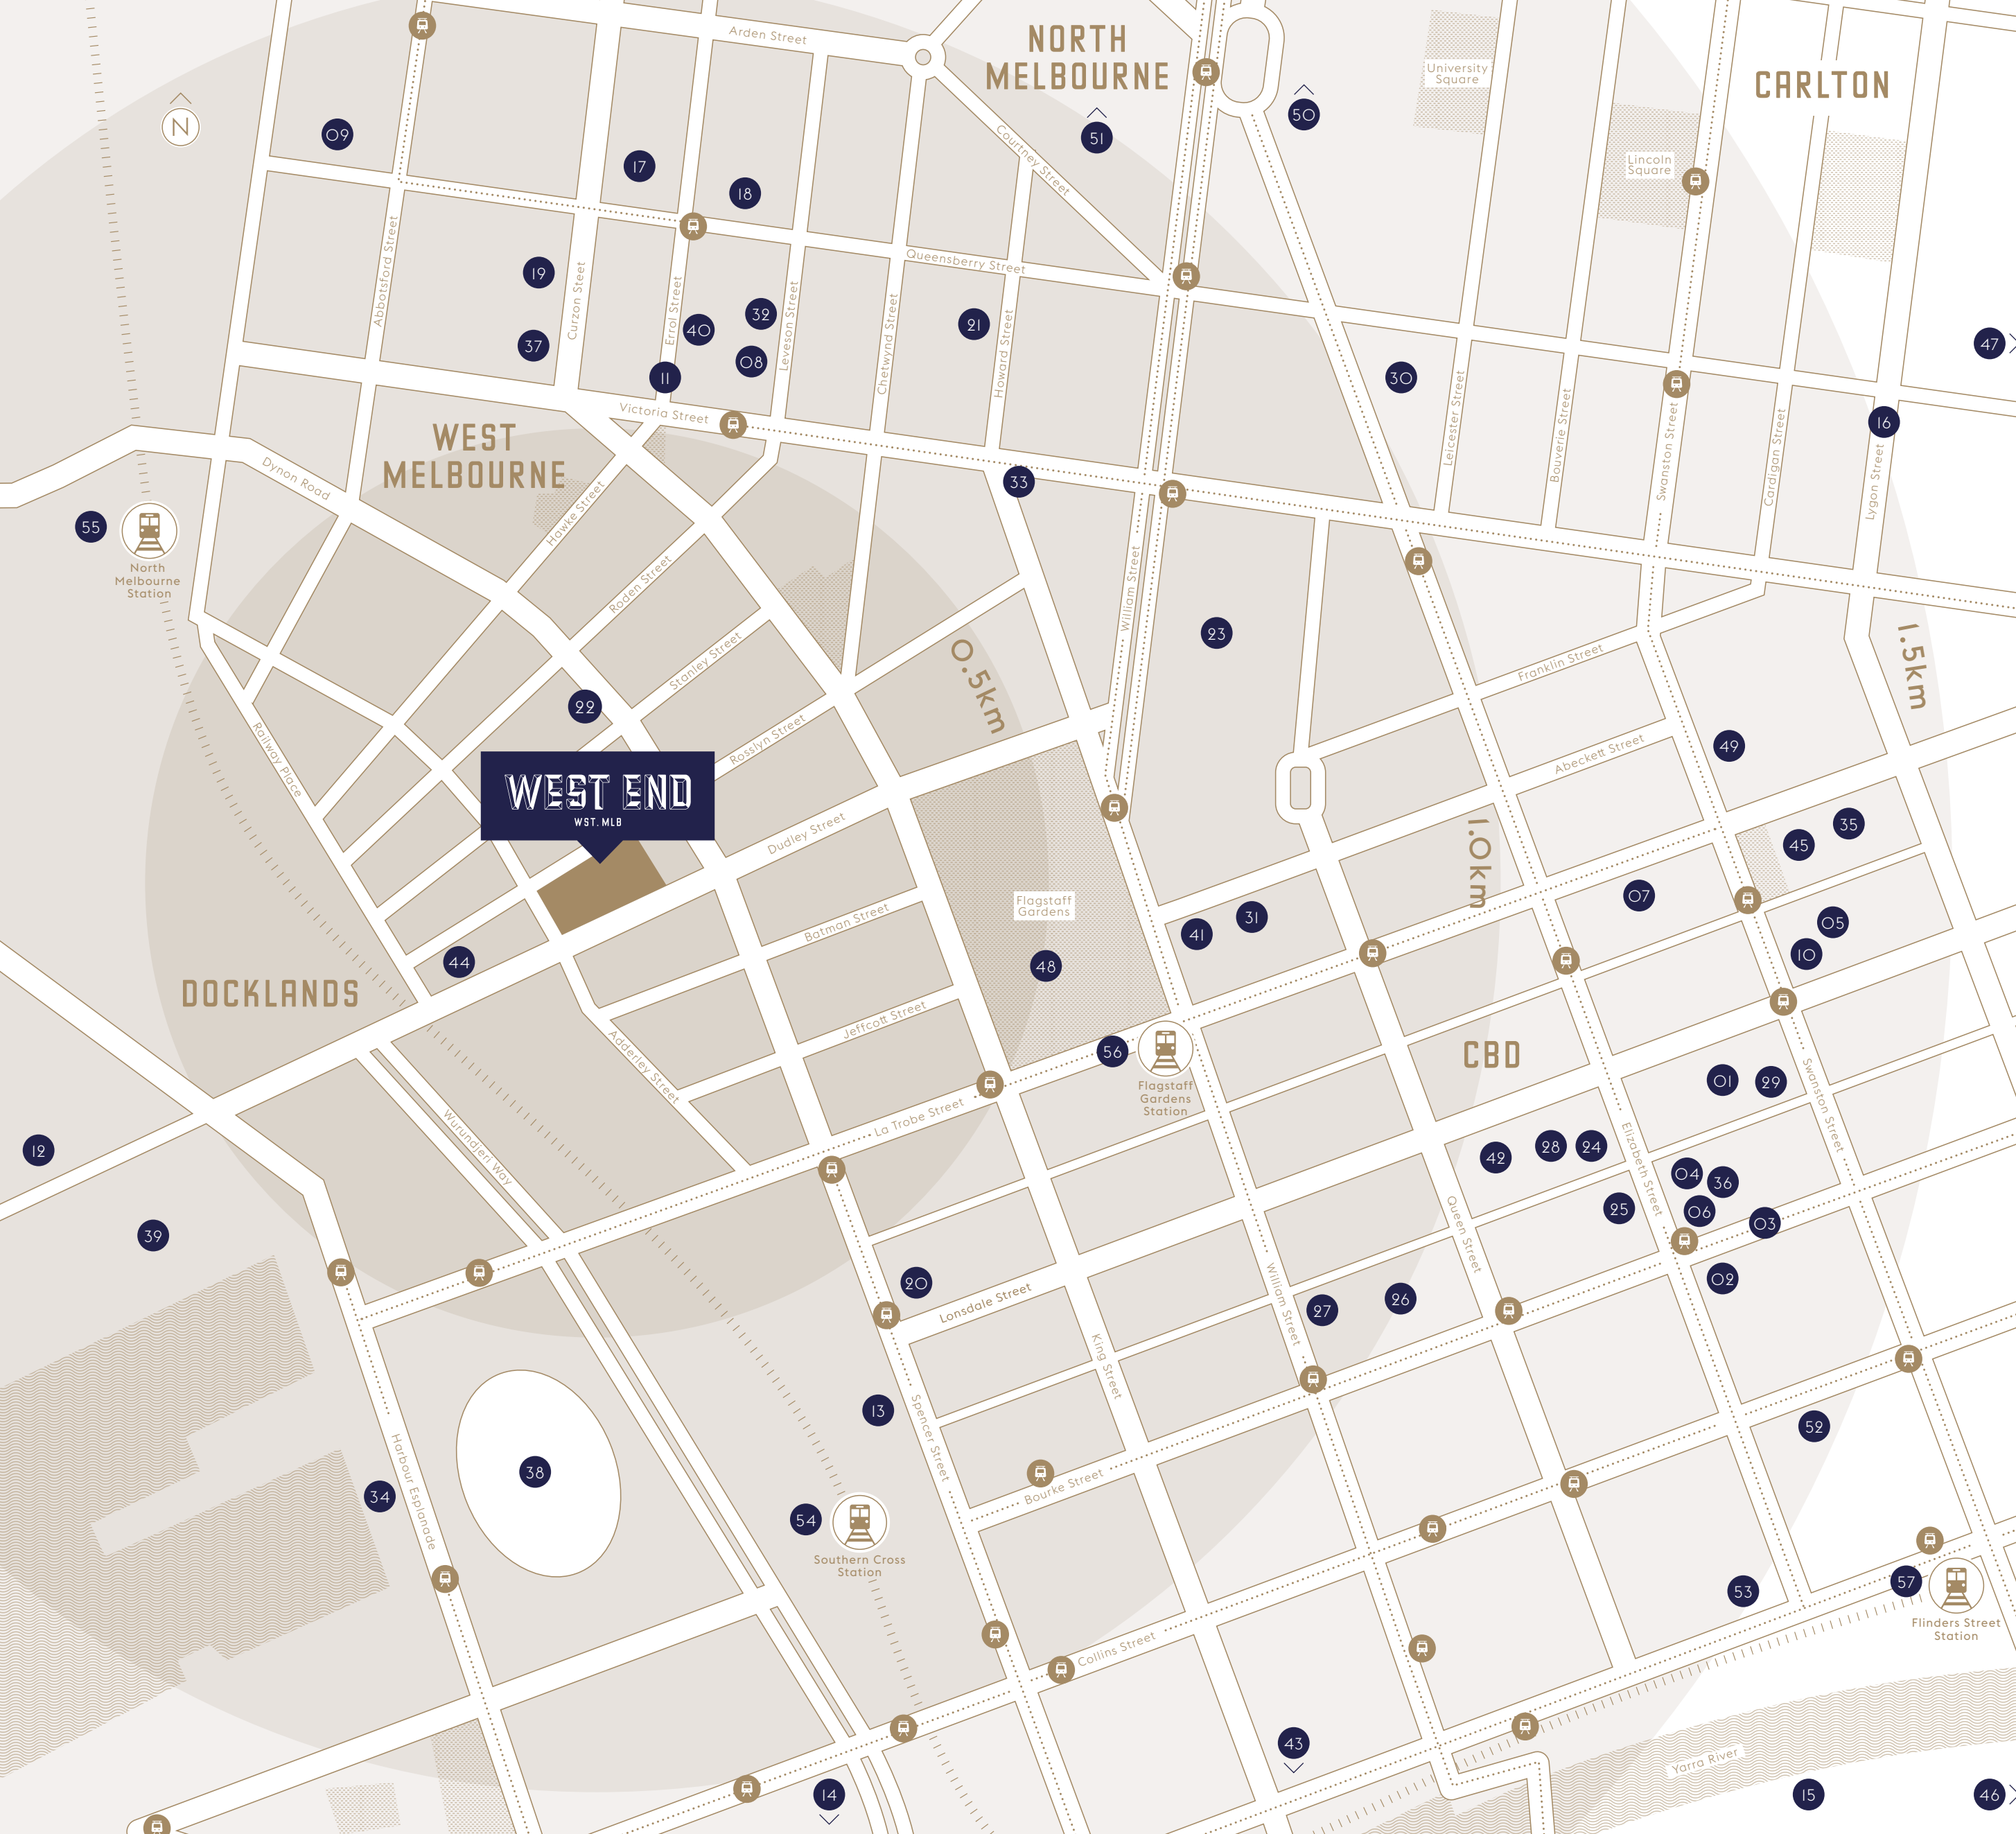 Arden Street
NORTH
MELBOURNE
University
Square
CARLTON
N
09
17
18
51
50
Courtney Street
Lincoln
Square
Abbotsford Street
19
37
Curzon Steet
Errol Street
40
32
08
11
Leveson Street
Queensberry Street
21
Chetwynd Street
Howard Street
30
47
16
Leicester Street
Bouverie Street
Swanston Street
Cardigan Street
Lygon Street
Victoria Street
WEST
MELBOURNE
Dynon Road
33
55
North
Melbourne
Station
Hawke Street
Roden Street
Stanley Street
Rosslyn Street
William Street
23
0.5km
1.5km
Franklin Street
Abeckett Street
49
22
Railway Place
WEST END
WST. MLB
Dudley Street
Batman Street
Jeffcott Street
Flagstaff
Gardens
48
41
31
1.0km
07
45
35
05
10
44
DOCKLANDS
Adderley Street
Wurundjeri Way
La Trobe Street
56
Flagstaff
Gardens
Station
CBD
01
29
Swanston Street
12
39
42
28
24
Elizabeth Street
04
36
06
03
25
02
Queen Street
20
Lonsdale Street
King Street
William Street
27
26
13
Spencer Street
Harbour Esplanade
34
38
54
Southern Cross
Station
Bourke Street
52
53
57
Flinders Street
Station
Collins Street
43
14
Yarra River
15
46